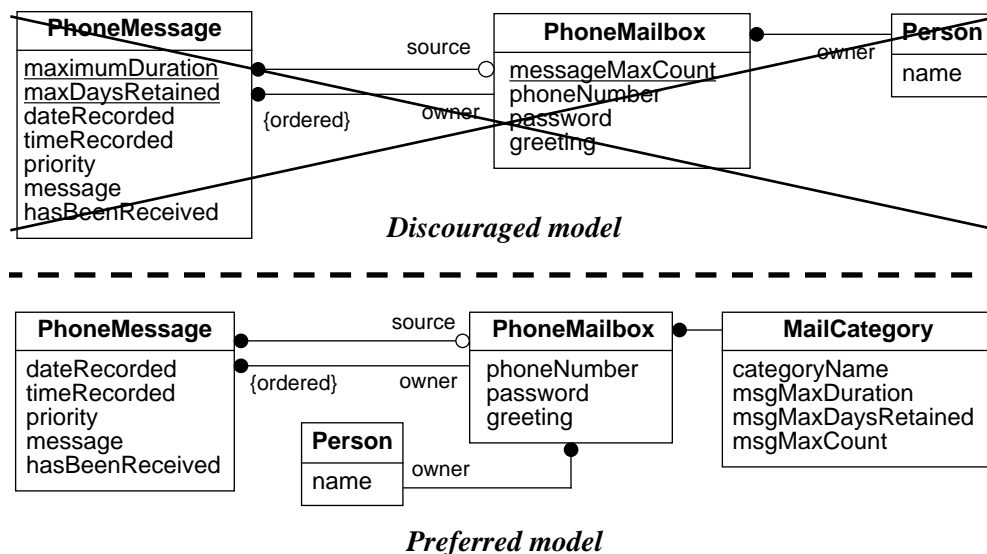 PhoneMessage
maximumDuration
maxDaysRetained
dateRecorded
timeRecorded
priority
message
hasBeenReceived
source
owner
{ordered}
PhoneMailbox
messageMaxCount
phoneNumber
password
greeting
owner
Person
name
Discouraged model
PhoneMessage
dateRecorded
timeRecorded
priority
message
hasBeenReceived
source
{ordered}
owner
PhoneMailbox
phoneNumber
password
greeting
MailCategory
categoryName
msgMaxDuration
msgMaxDaysRetained
msgMaxCount
Person
name
owner
Preferred model